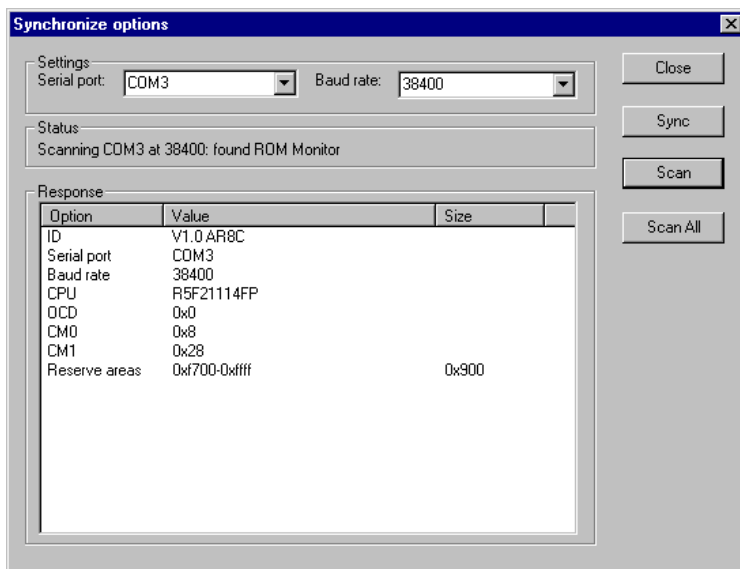 Synchronize options
Settings
Serial port: COM3 Baud rate: 38400
Close
Status
Scanning COM3 at 38400: found ROM Monitor
Sync
Scan
Response
Option Value Size
Scan All
ID V1.0 AR8C
Serial port COM3
Baud rate 38400
CPU R5F21114FP
OCD 0x0
CM0 0x8
CM1 0x28
Reserve areas 0xf700-0xffff 0x900